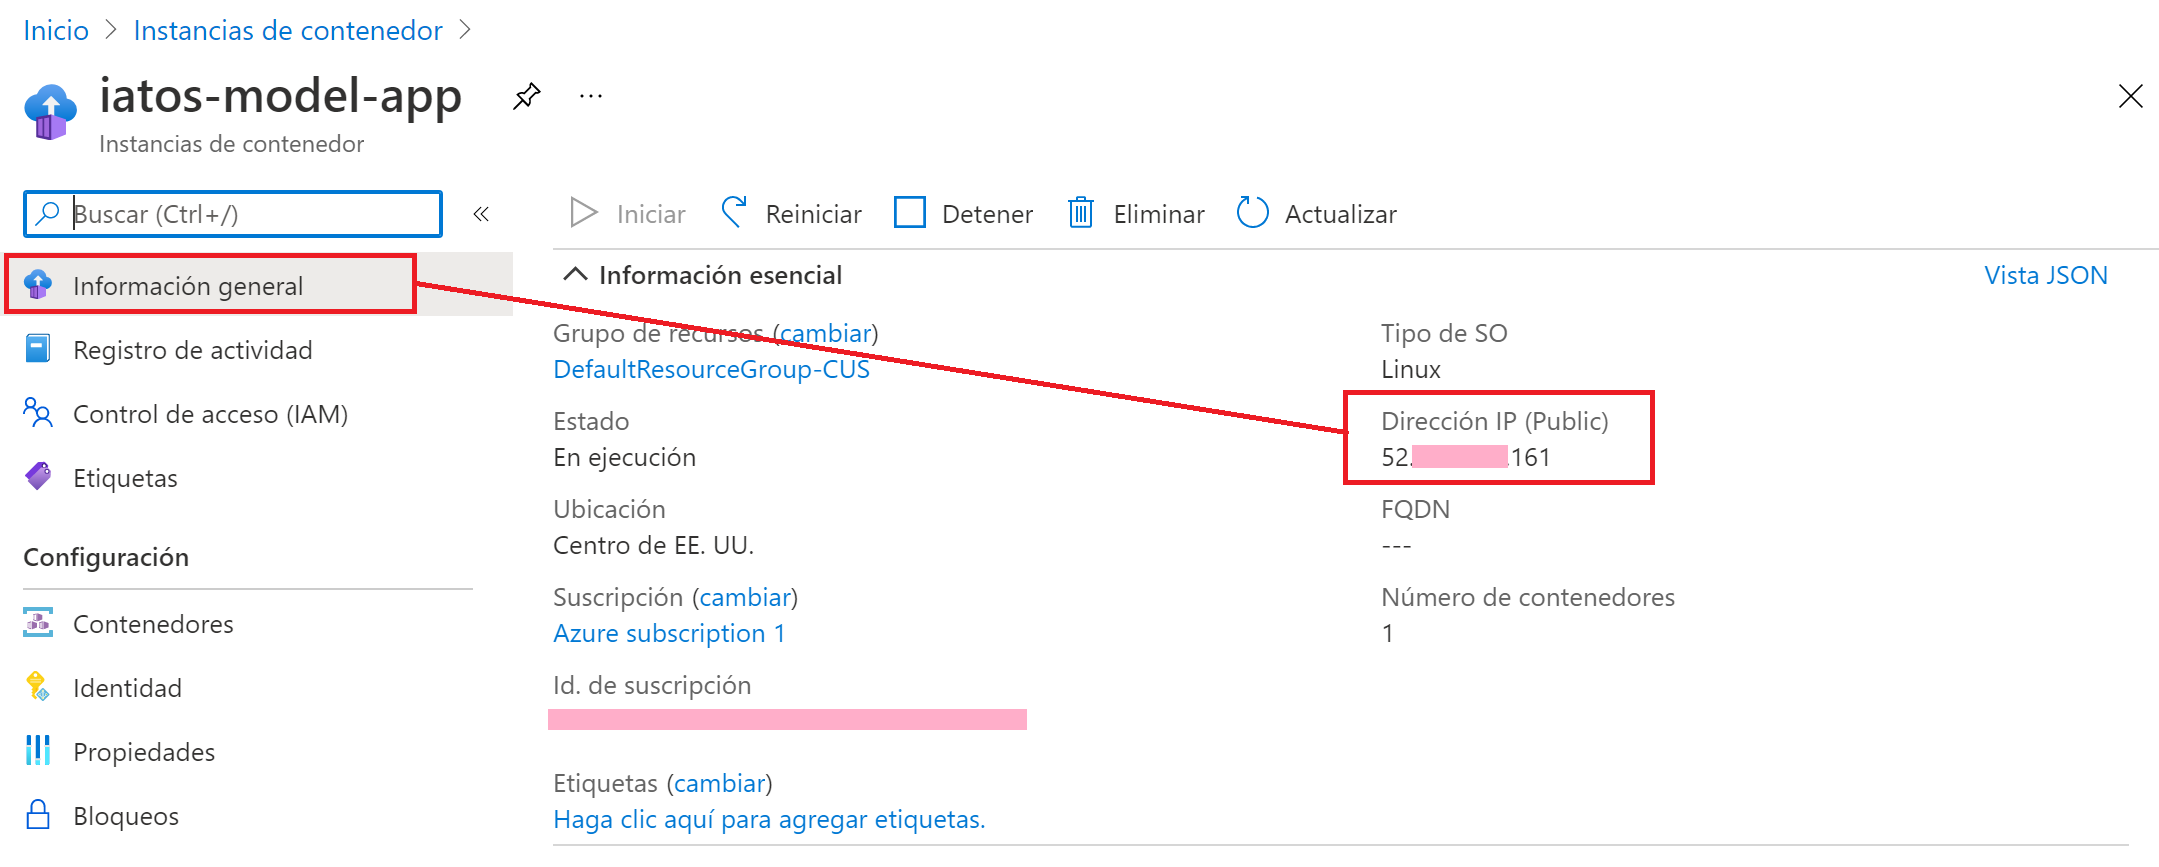 Inicio > Instancias de contenedor >
iatos-model-app ...
Instancias de contenedor
Buscar (Ctrl+/) «
Iniciar Reiniciar Detener Eliminar Actualizar
Información general
Registro de actividad
Control de acceso (IAM)
Etiquetas
Configuración
Contenedores
Identidad
Propiedades
Bloqueos
Información esencial Vista JSON
Grupo de recursos (cambiar)
DefaultResourceGroup-CUS
Estado
En ejecución
Ubicación
Centro de EE. UU.
Suscripción (cambiar)
Azure subscription 1
Id. de suscripción
Etiquetas (cambiar)
Haga clic aquí para agregar etiquetas.
Tipo de SO
Linux
Dirección IP (Public)
52. .161
FQDN
---
Número de contenedores
1